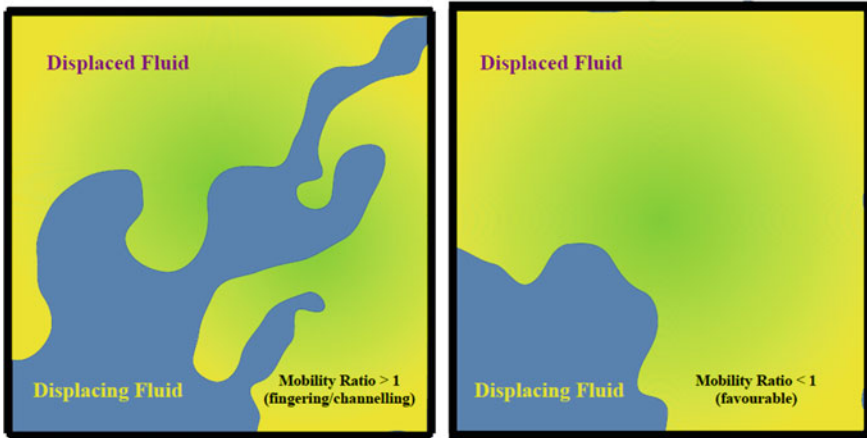 Displaced Fluid
Displacing Fluid
Mobility Ratio > 1
(fingering/channelling)
Displaced Fluid
Displacing Fluid
Mobility Ratio < 1
(favourable)